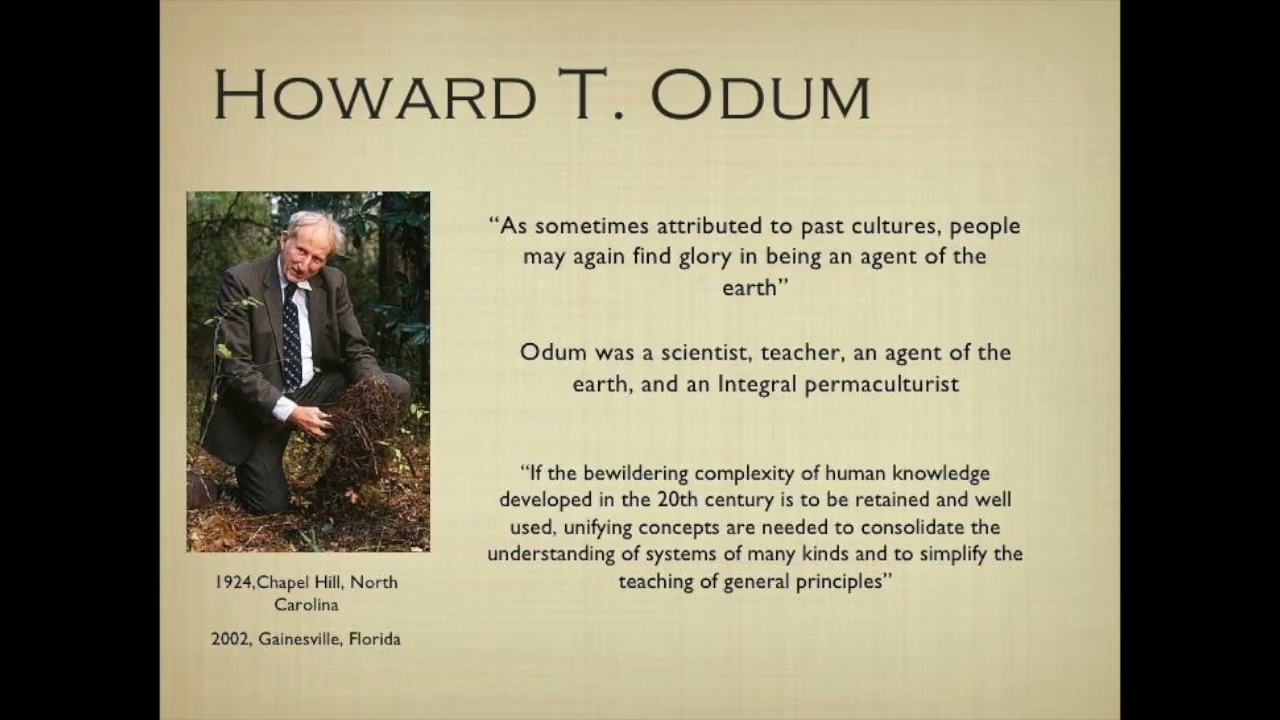 Howard T. Odum
“As sometimes attributed to past cultures, people
may again find glory in being an agent of the
earth”
Odum was a scientist, teacher, an agent of the
earth, and an Integral permaculturist
“If the bewildering complexity of human knowledge
developed in the 20th century is to be retained and well
used, unifying concepts are needed to consolidate the
understanding of systems of many kinds and to simplify the
teaching of general principles”
1924,Chapel Hill, North
Carolina
2002, Gainesville, Florida